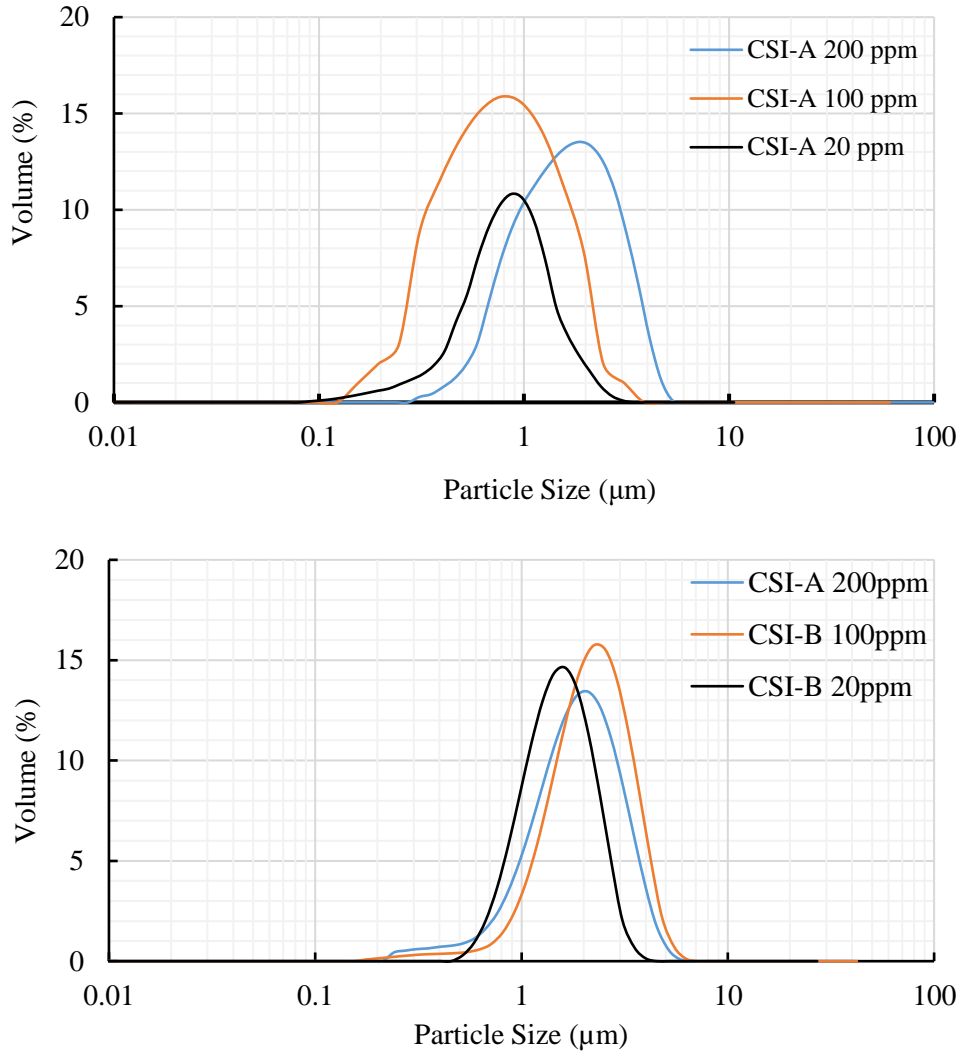 20
15
10
5
0
Volume (%)
CSI-A 200 ppm
CSI-A 100 ppm
CSI-A 20 ppm
0.01 0.1 1 10 100
Particle Size (µm)
20
15
10
5
0
Volume (%)
CSI-A 200ppm
CSI-B 100ppm
CSI-B 20ppm
0.01 0.1 1 10 100
Particle Size (µm)